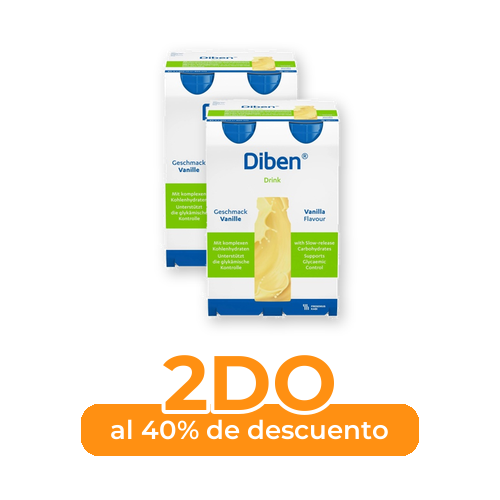 Diben®
Geschmack
Vanille
Mit komplexen
Kohlenhydraten
Unterstützt
die glykämische
Kontrolle
Diben®
Drink
Geschmack
Vanille
Vanilla
Flavour
Mit komplexen
Kohlenhydraten
Unterstützt
die glykämische
Kontrolle
with Slow-release
Carbohydrates
Supports
Glycaemic
Control
2DO
al 40% de descuento